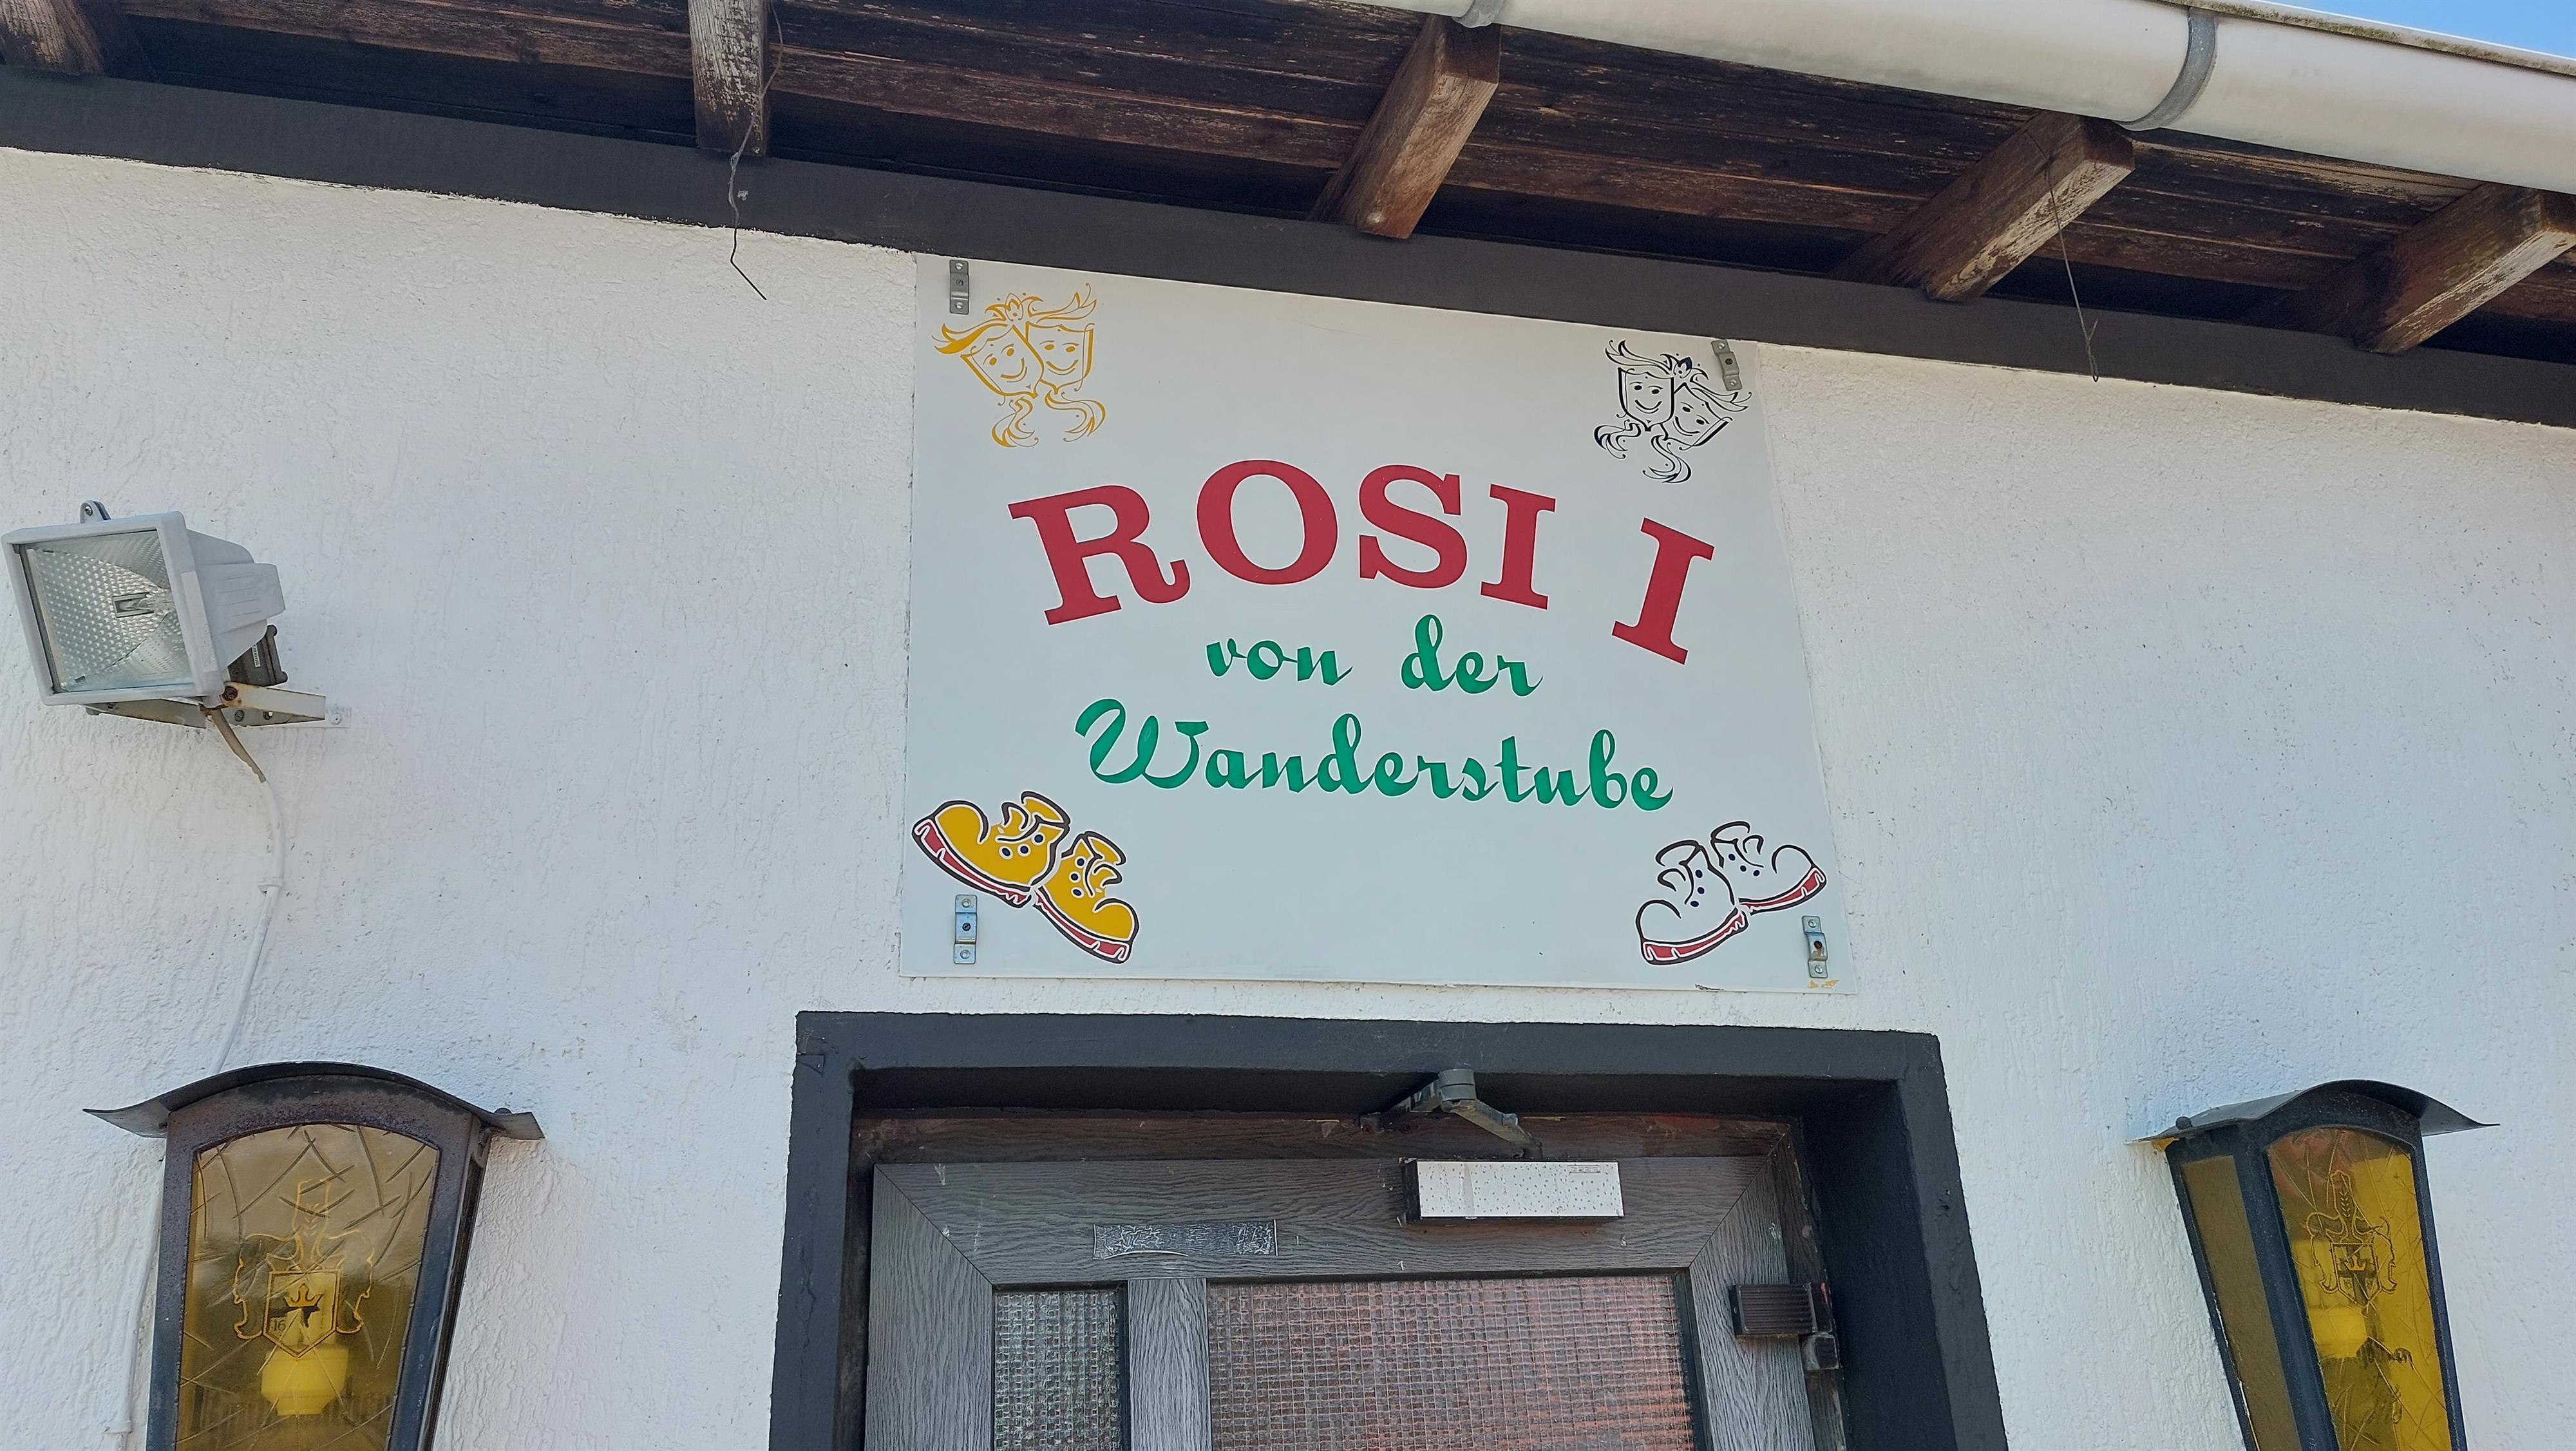 ROSI I
von der
Wanderstube